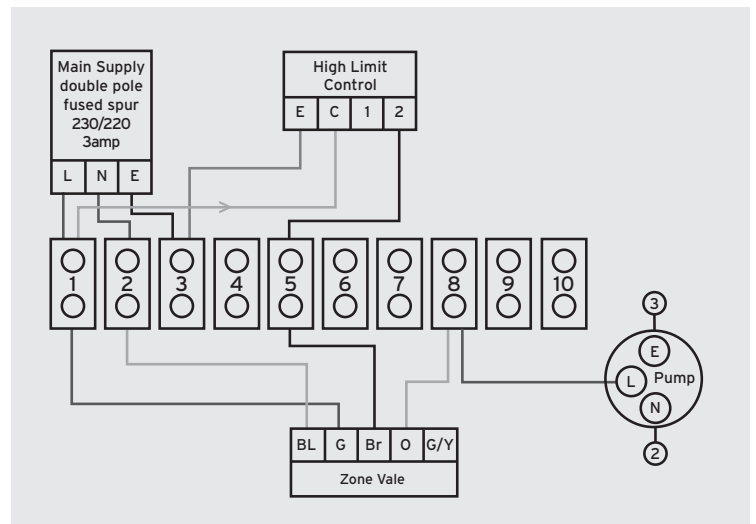 Main Supply
double pole
fused spur
230/220
3amp
L N E
High Limit
Control
E C 1 2
1 2 3 4 5 6 7 8 9 10
3
E
L Pump
N
2
BL G Br O G/Y
Zone Vale